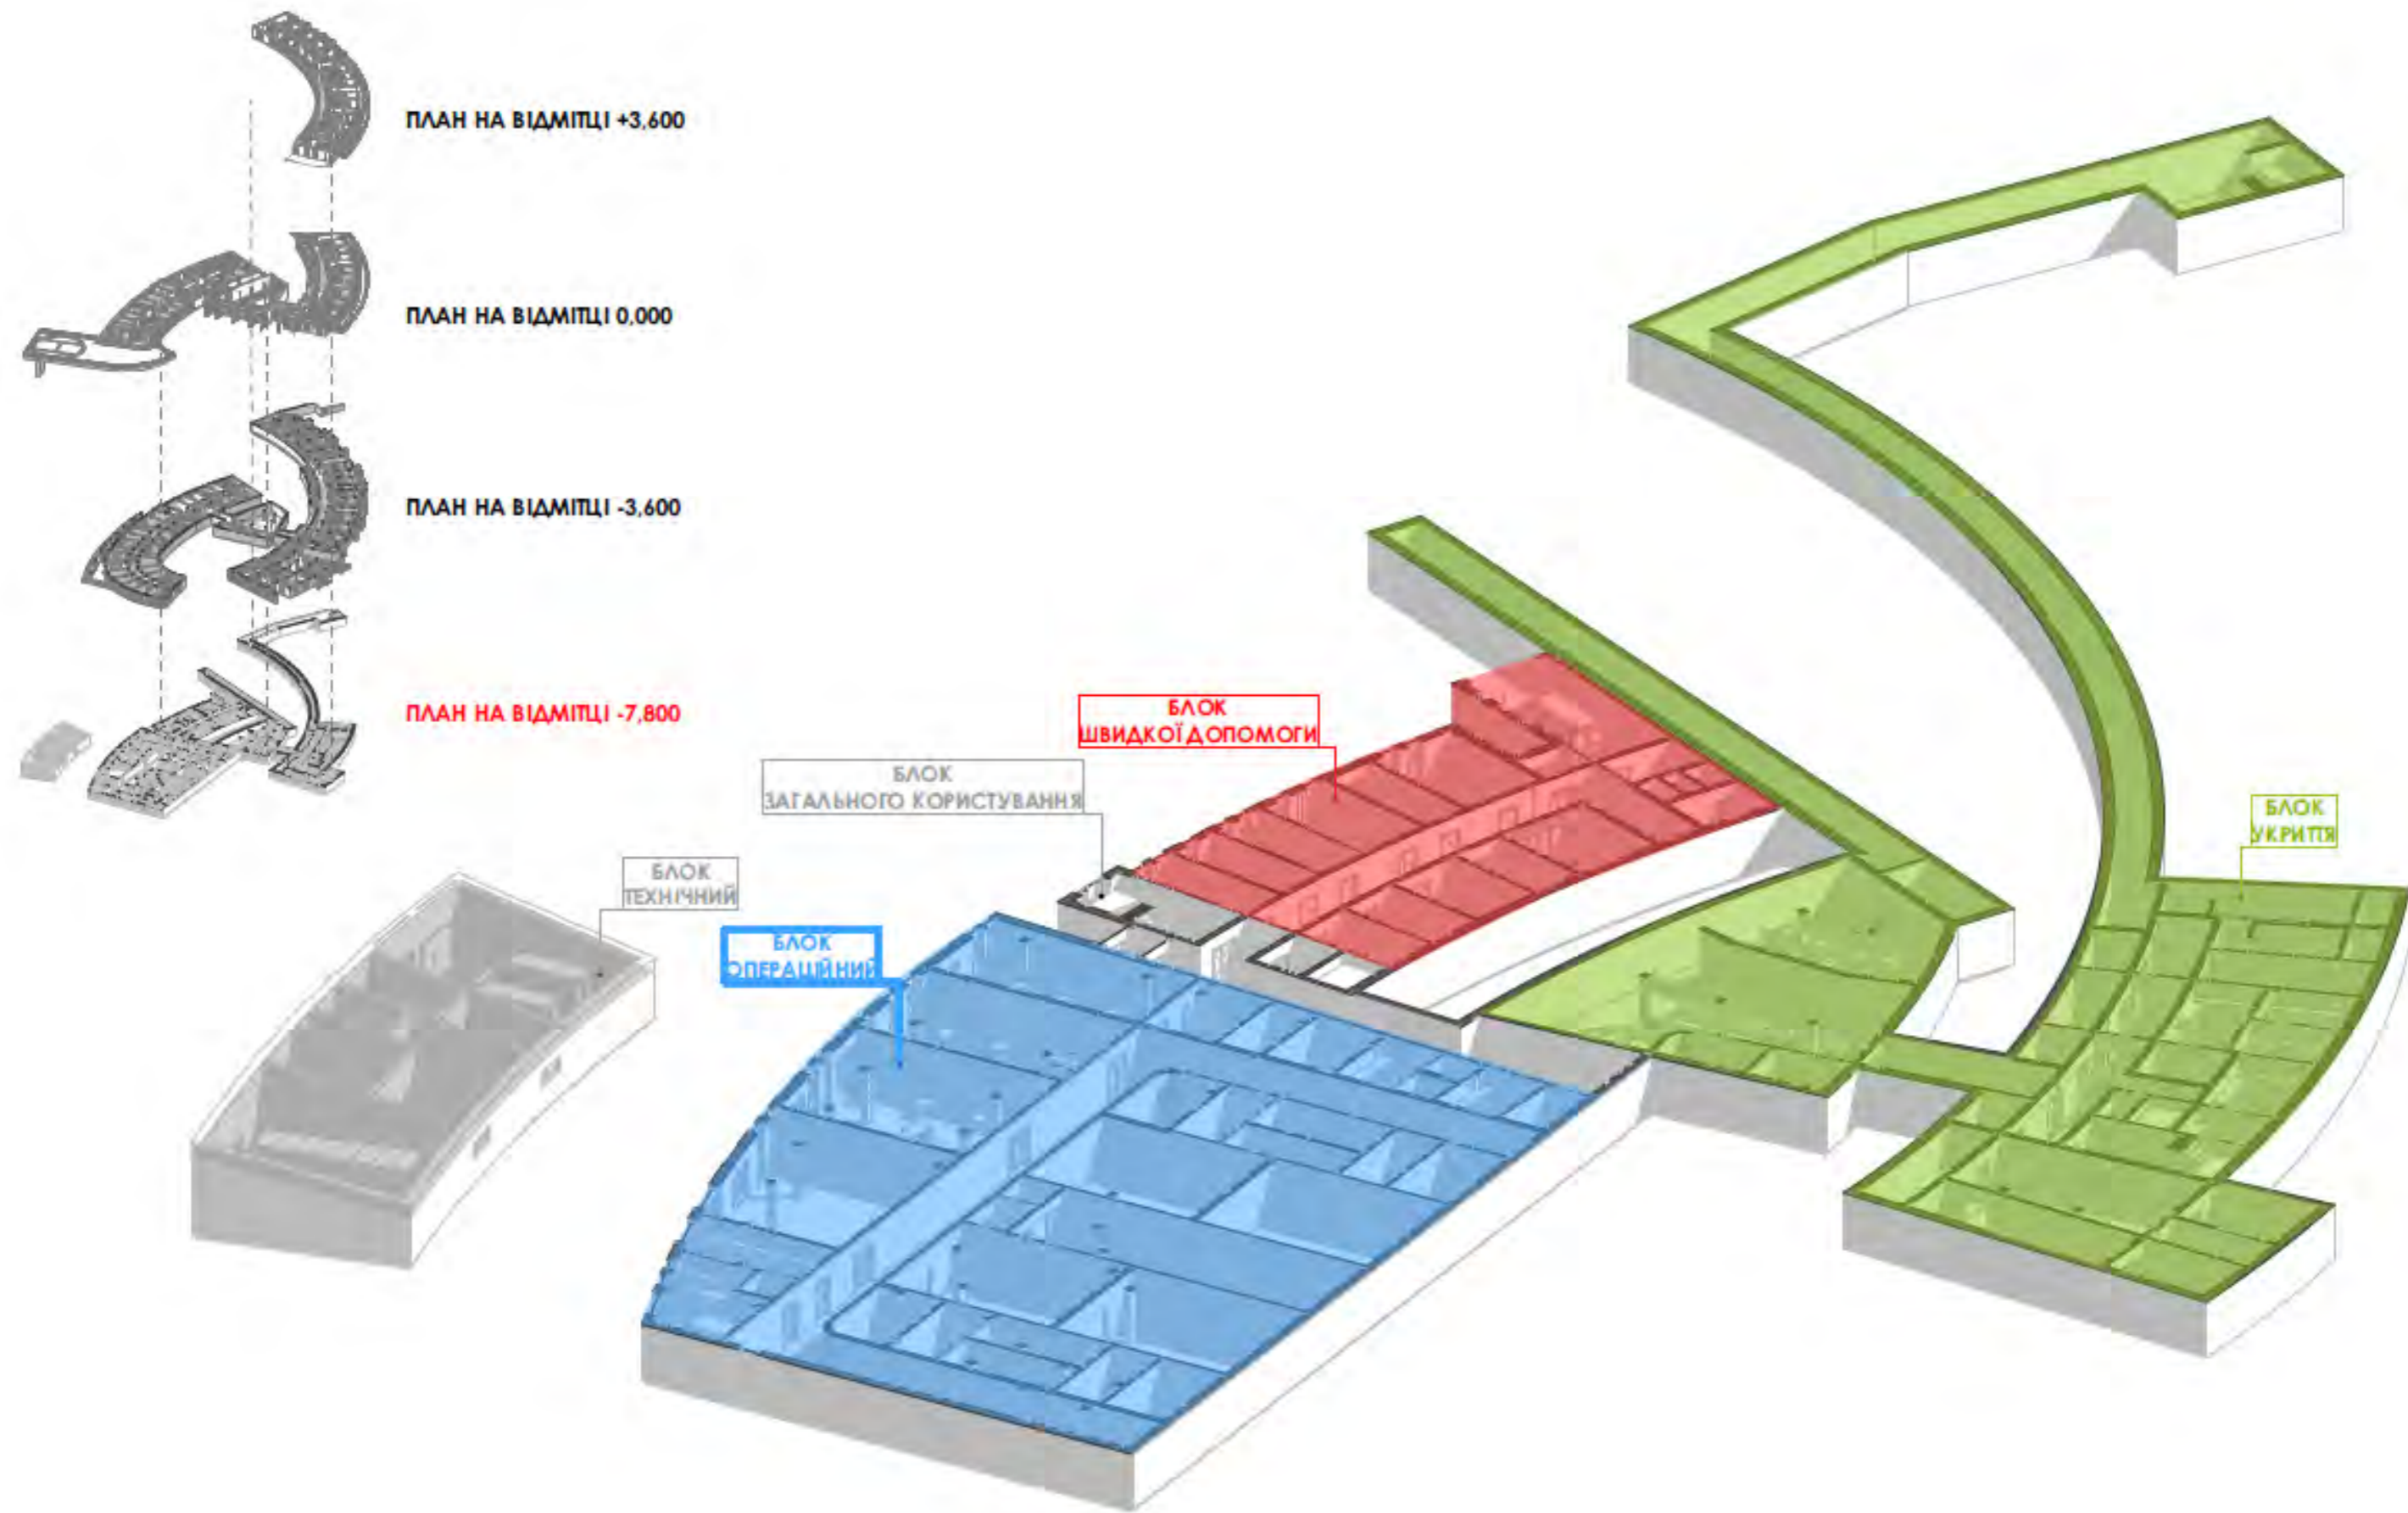 ПЛАН НА ВІДМІТЦІ +3,600
ПЛАН НА ВІДМІТЦІ 0,000
ПЛАН НА ВІДМІТЦІ -3,600
ПЛАН НА ВІДМІТЦІ -7,800
БЛОК
ШВИДКОЇ ДОПОМОГИ
БЛОК
ЗАГАЛЬНОГО КОРИСТУВАННЯ
БЛОК
УКРИТТЯ
БЛОК
ТЕХНІЧНИЙ
БЛОК
ОПЕРАЦІЙНИЙ